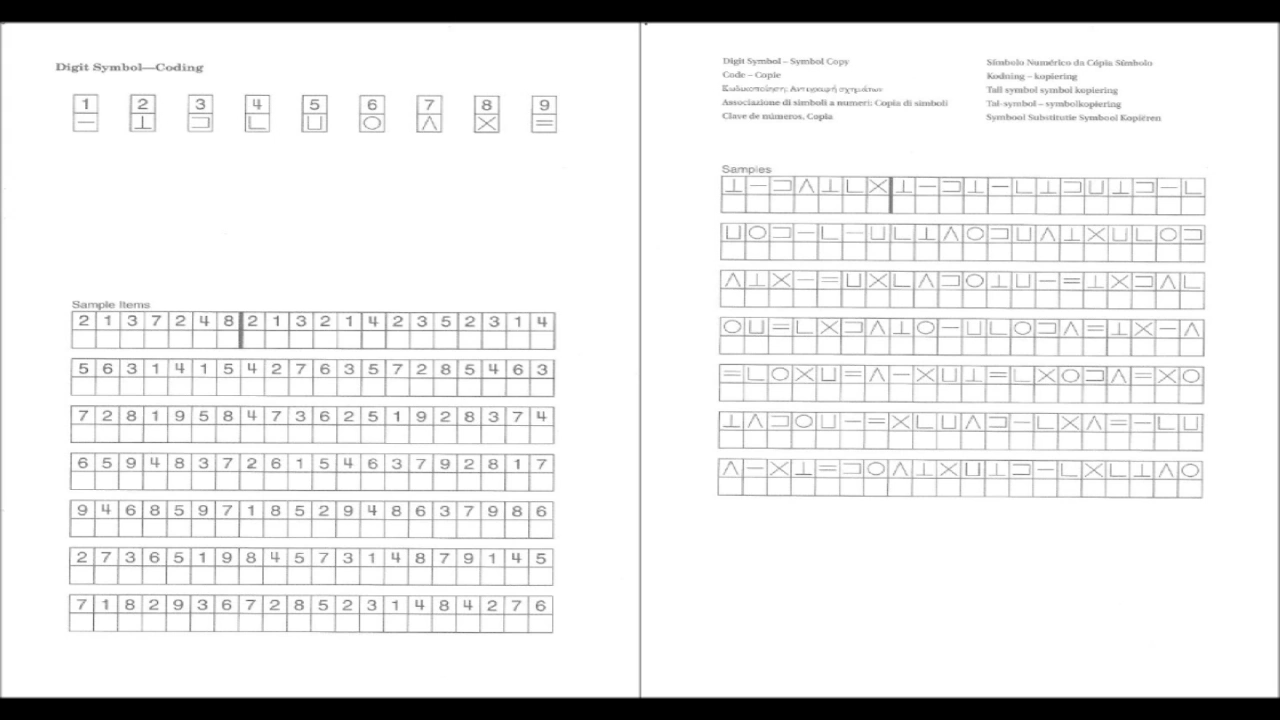 Digit Symbol—Coding
1 2 3 4 5 6 7 8 9
Sample Items
2 1 3 7 2 4 8 2 1 3 2 1 4 2 3 5 2 3 1 4
5 6 3 1 4 1 5 4 2 7 6 3 5 7 2 8 5 4 6 3
7 2 8 1 9 5 8 4 7 3 6 2 5 1 9 2 8 3 7 4
6 5 9 4 8 3 7 2 6 1 5 4 6 3 7 9 2 8 1 7
9 4 6 8 5 9 7 1 8 5 2 9 4 8 6 3 7 9 8 6
2 7 3 6 5 1 9 8 4 5 7 3 1 4 8 7 9 1 4 5
7 1 8 2 9 3 6 7 2 8 5 2 3 1 4 8 4 2 7 6
Digit Symbol – Symbol Copy
Code – Copie
Κωδικοποίηση: Αντιγραφή σχημάτων
Associazione di simboli a numeri: Copia di simboli
Clave de números. Copia
Símbolo Numérico da Cópia Símbolo
Kodning – kopiering
Tall symbol symbol kopiering
Tal-symbol – symbolkopiering
Symbool Substitutie Symbool Kopiëren
Samples